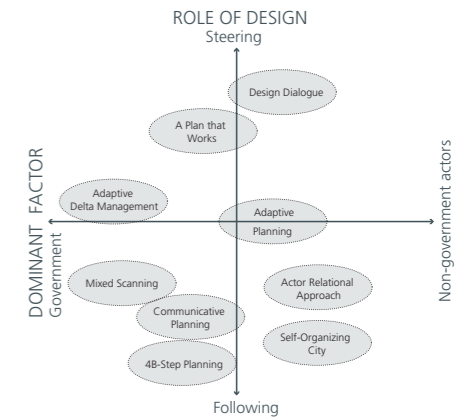 ROLE OF DESIGN
Steering
Design Dialogue
A Plan that
Works
DOMINANT FACTOR
Government
Non-government actors
Adaptive
Delta Management
Adaptive
Planning
Mixed Scanning
Actor Relational
Approach
Communicative
Planning
Self-Organizing
City
4B-Step Planning
Following